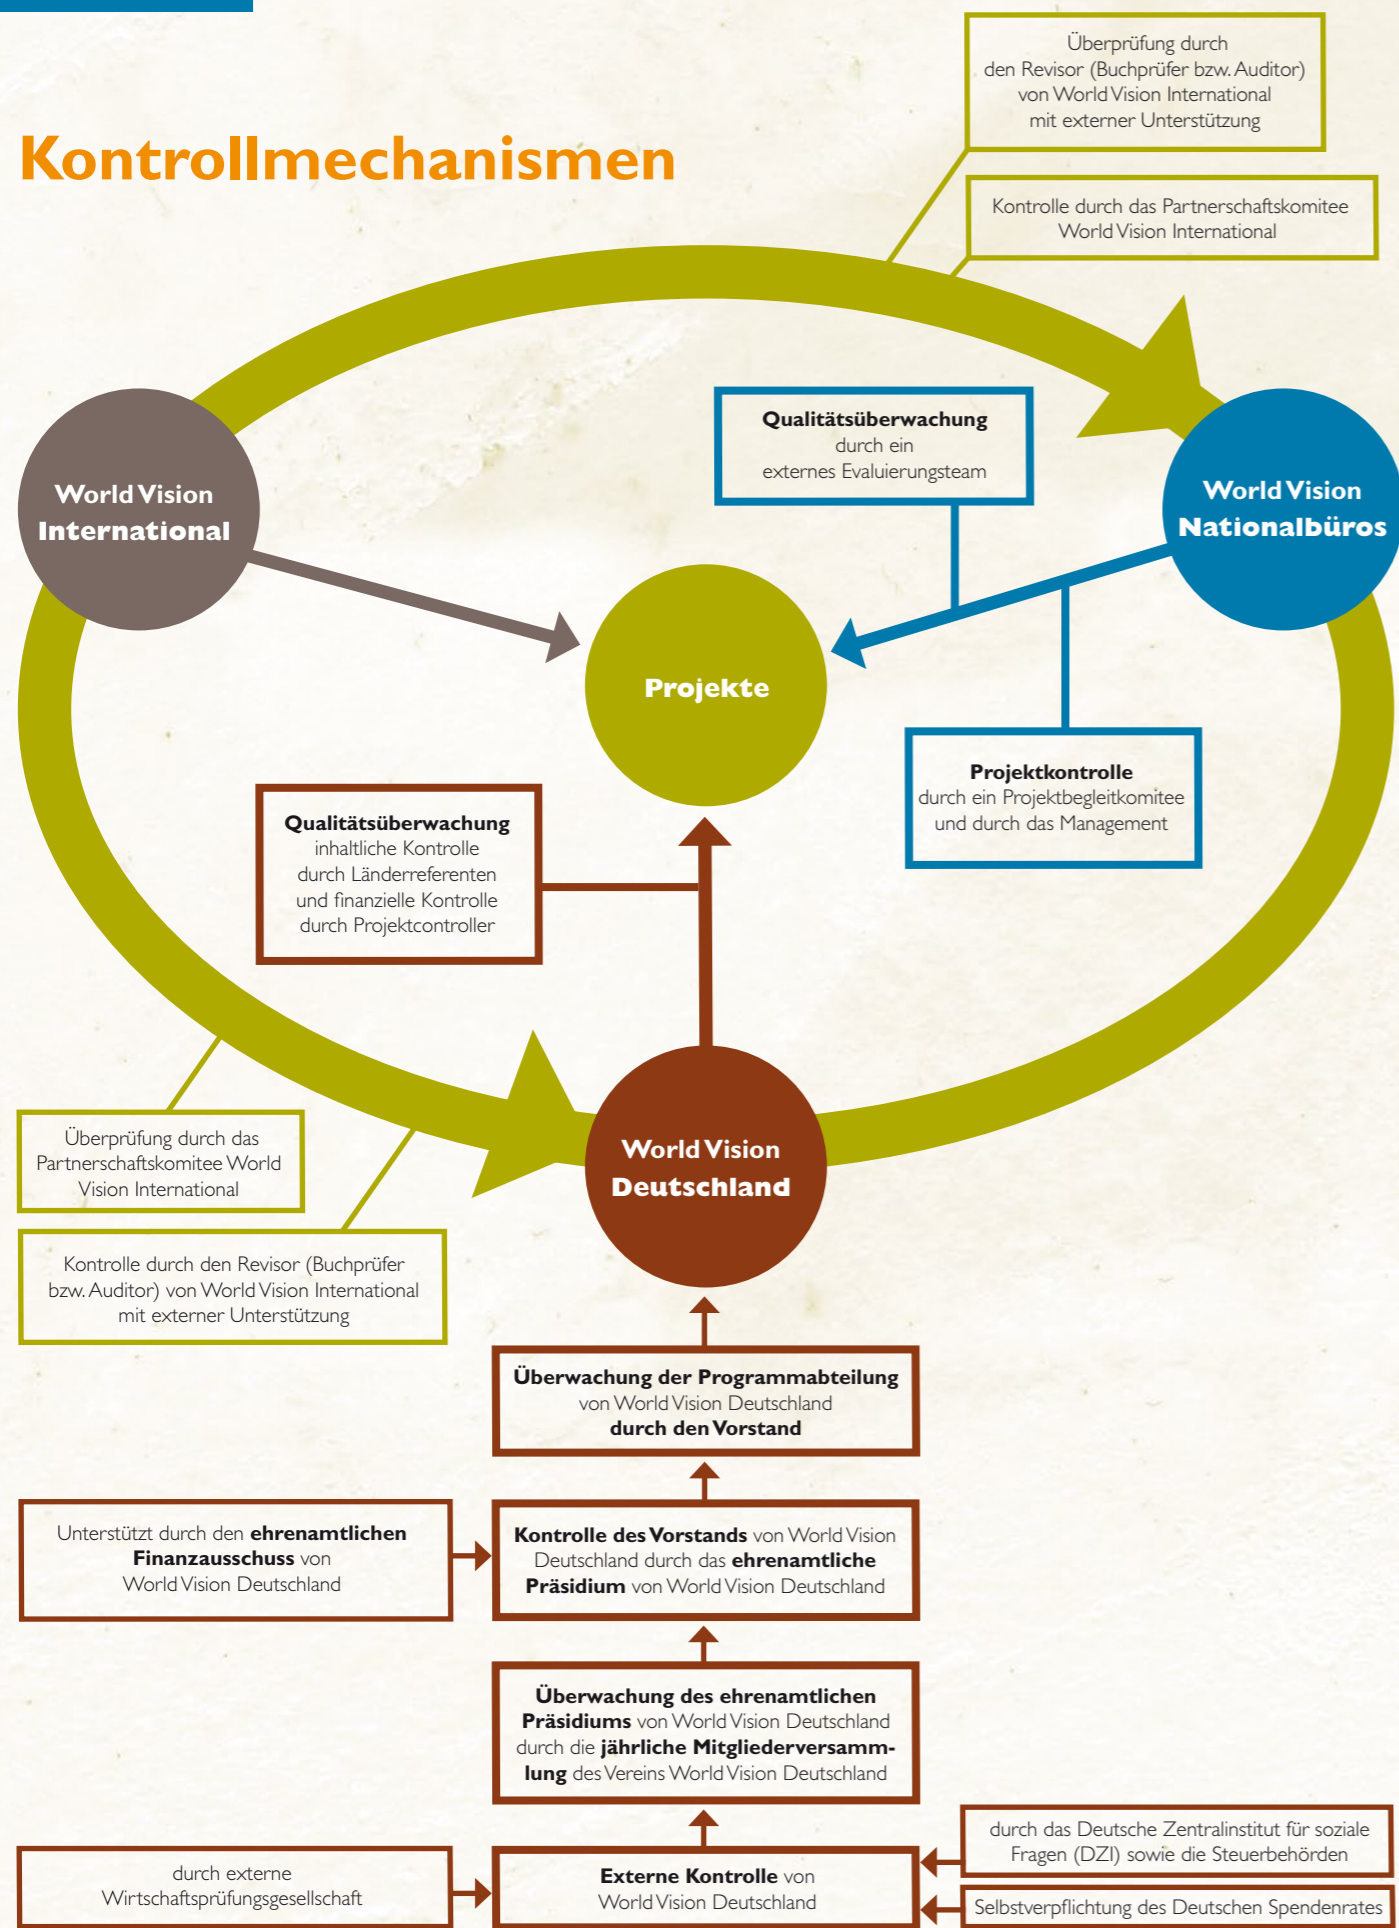 Überprüfung durch
den Revisor (Buchprüfer bzw. Auditor)
von World Vision International
mit externer Unterstützung
Kontrollmechanismen
Kontrolle durch das Partnerschaftskomitee
World Vision International
World Vision
International
Qualitätsüberwachung
durch ein
externes Evaluierungsteam
World Vision
Nationalbüros
Projekte
Projektkontrolle
durch ein Projektbegleitkomitee
und durch das Management
Qualitätsüberwachung
inhaltliche Kontrolle
durch Länderreferenten
und finanzielle Kontrolle
durch Projektcontroller
Überprüfung durch das
Partnerschaftskomitee World
Vision International
World Vision
Deutschland
Kontrolle durch den Revisor (Buchprüfer
bzw. Auditor) von World Vision International
mit externer Unterstützung
Überwachung der Programmabteilung
von World Vision Deutschland
durch den Vorstand
Unterstützt durch den ehrenamtlichen
Finanzausschuss von
World Vision Deutschland
Kontrolle des Vorstands von World Vision
Deutschland durch das ehrenamtliche
Präsidium von World Vision Deutschland
Überwachung des ehrenamtlichen
Präsidiums von World Vision Deutschland
durch die jährliche Mitgliederversamm-
lung des Vereins World Vision Deutschland
durch externe
Wirtschaftsprüfungsgesellschaft
Externe Kontrolle von
World Vision Deutschland
durch das Deutsche Zentralinstitut für soziale
Fragen (DZI) sowie die Steuerbehörden
Selbstverpflichtung des Deutschen Spendenrates